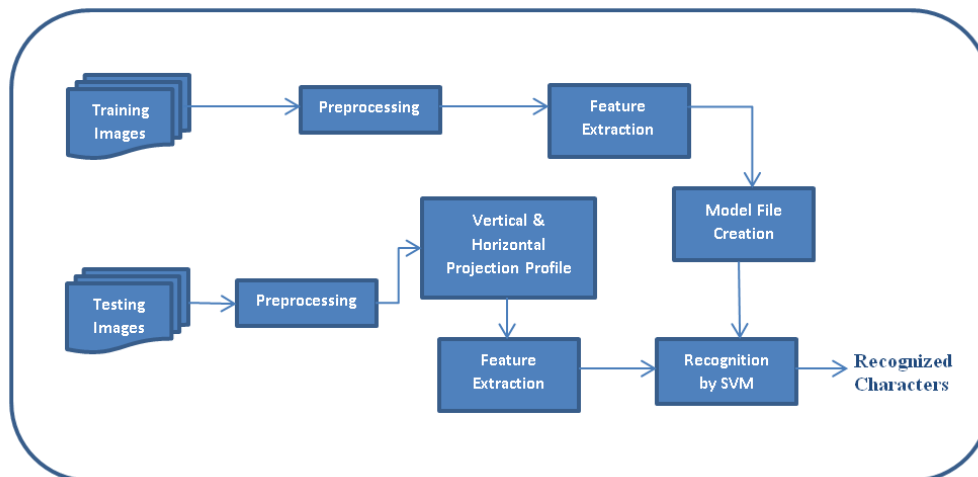 Training
Images
Preprocessing
Feature
Extraction
Model File
Creation
Vertical &
Horizontal
Projection Profile
Testing
Images
Preprocessing
Feature
Extraction
Recognition
by SVM
Recognized
Characters